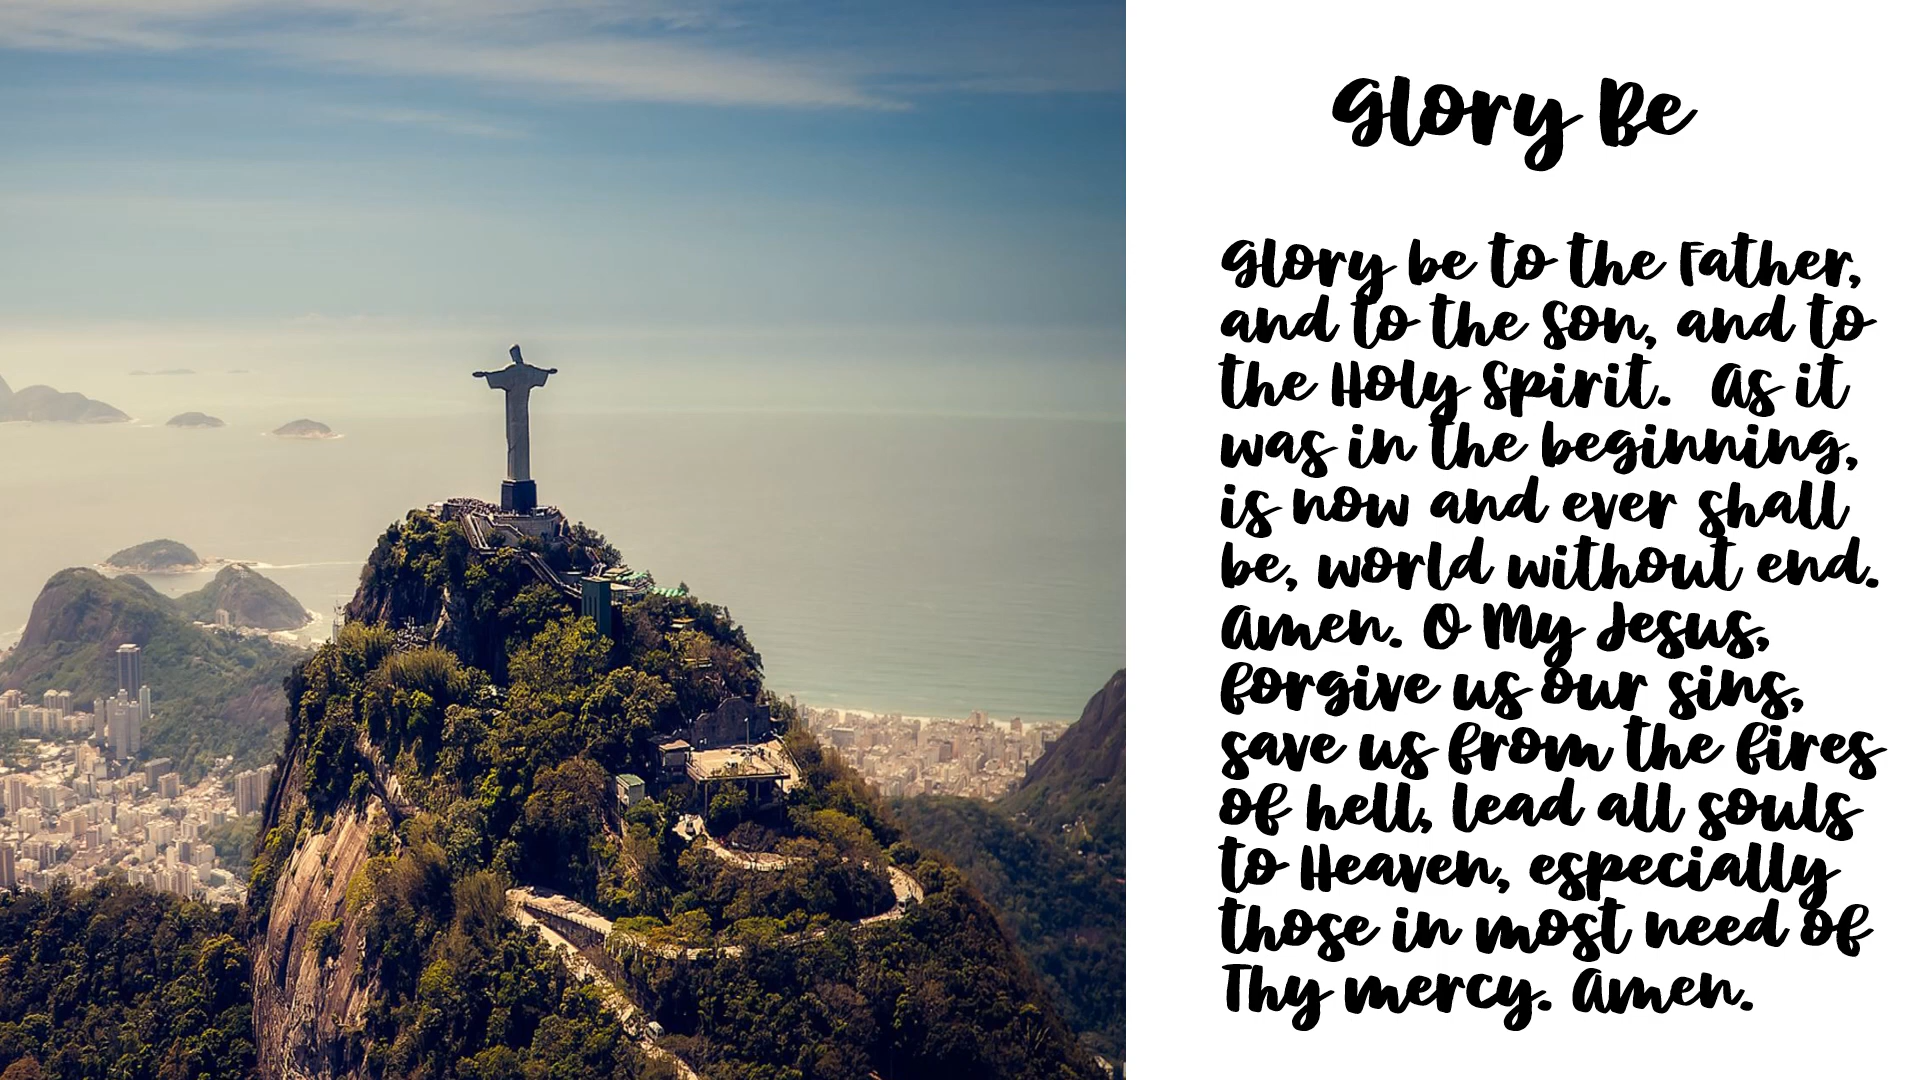 Glory Be
Glory be to the Father,
and to the Son, and to
the Holy Spirit.  As it
was in the beginning,
is now and ever shall
be, world without end.
Amen. O My Jesus,
forgive us our sins,
save us from the fires
of hell, lead all souls
to Heaven, especially
those in most need of
Thy mercy. Amen.